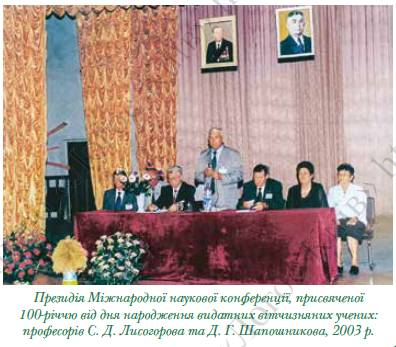 Президія Міжнародної наукової конференції, присвяченої
100-річчю від дня народження видатних вітчизняних учених:
професорів С. Д. Лисогорова та Д. Г. Шапошникова, 2003 р.